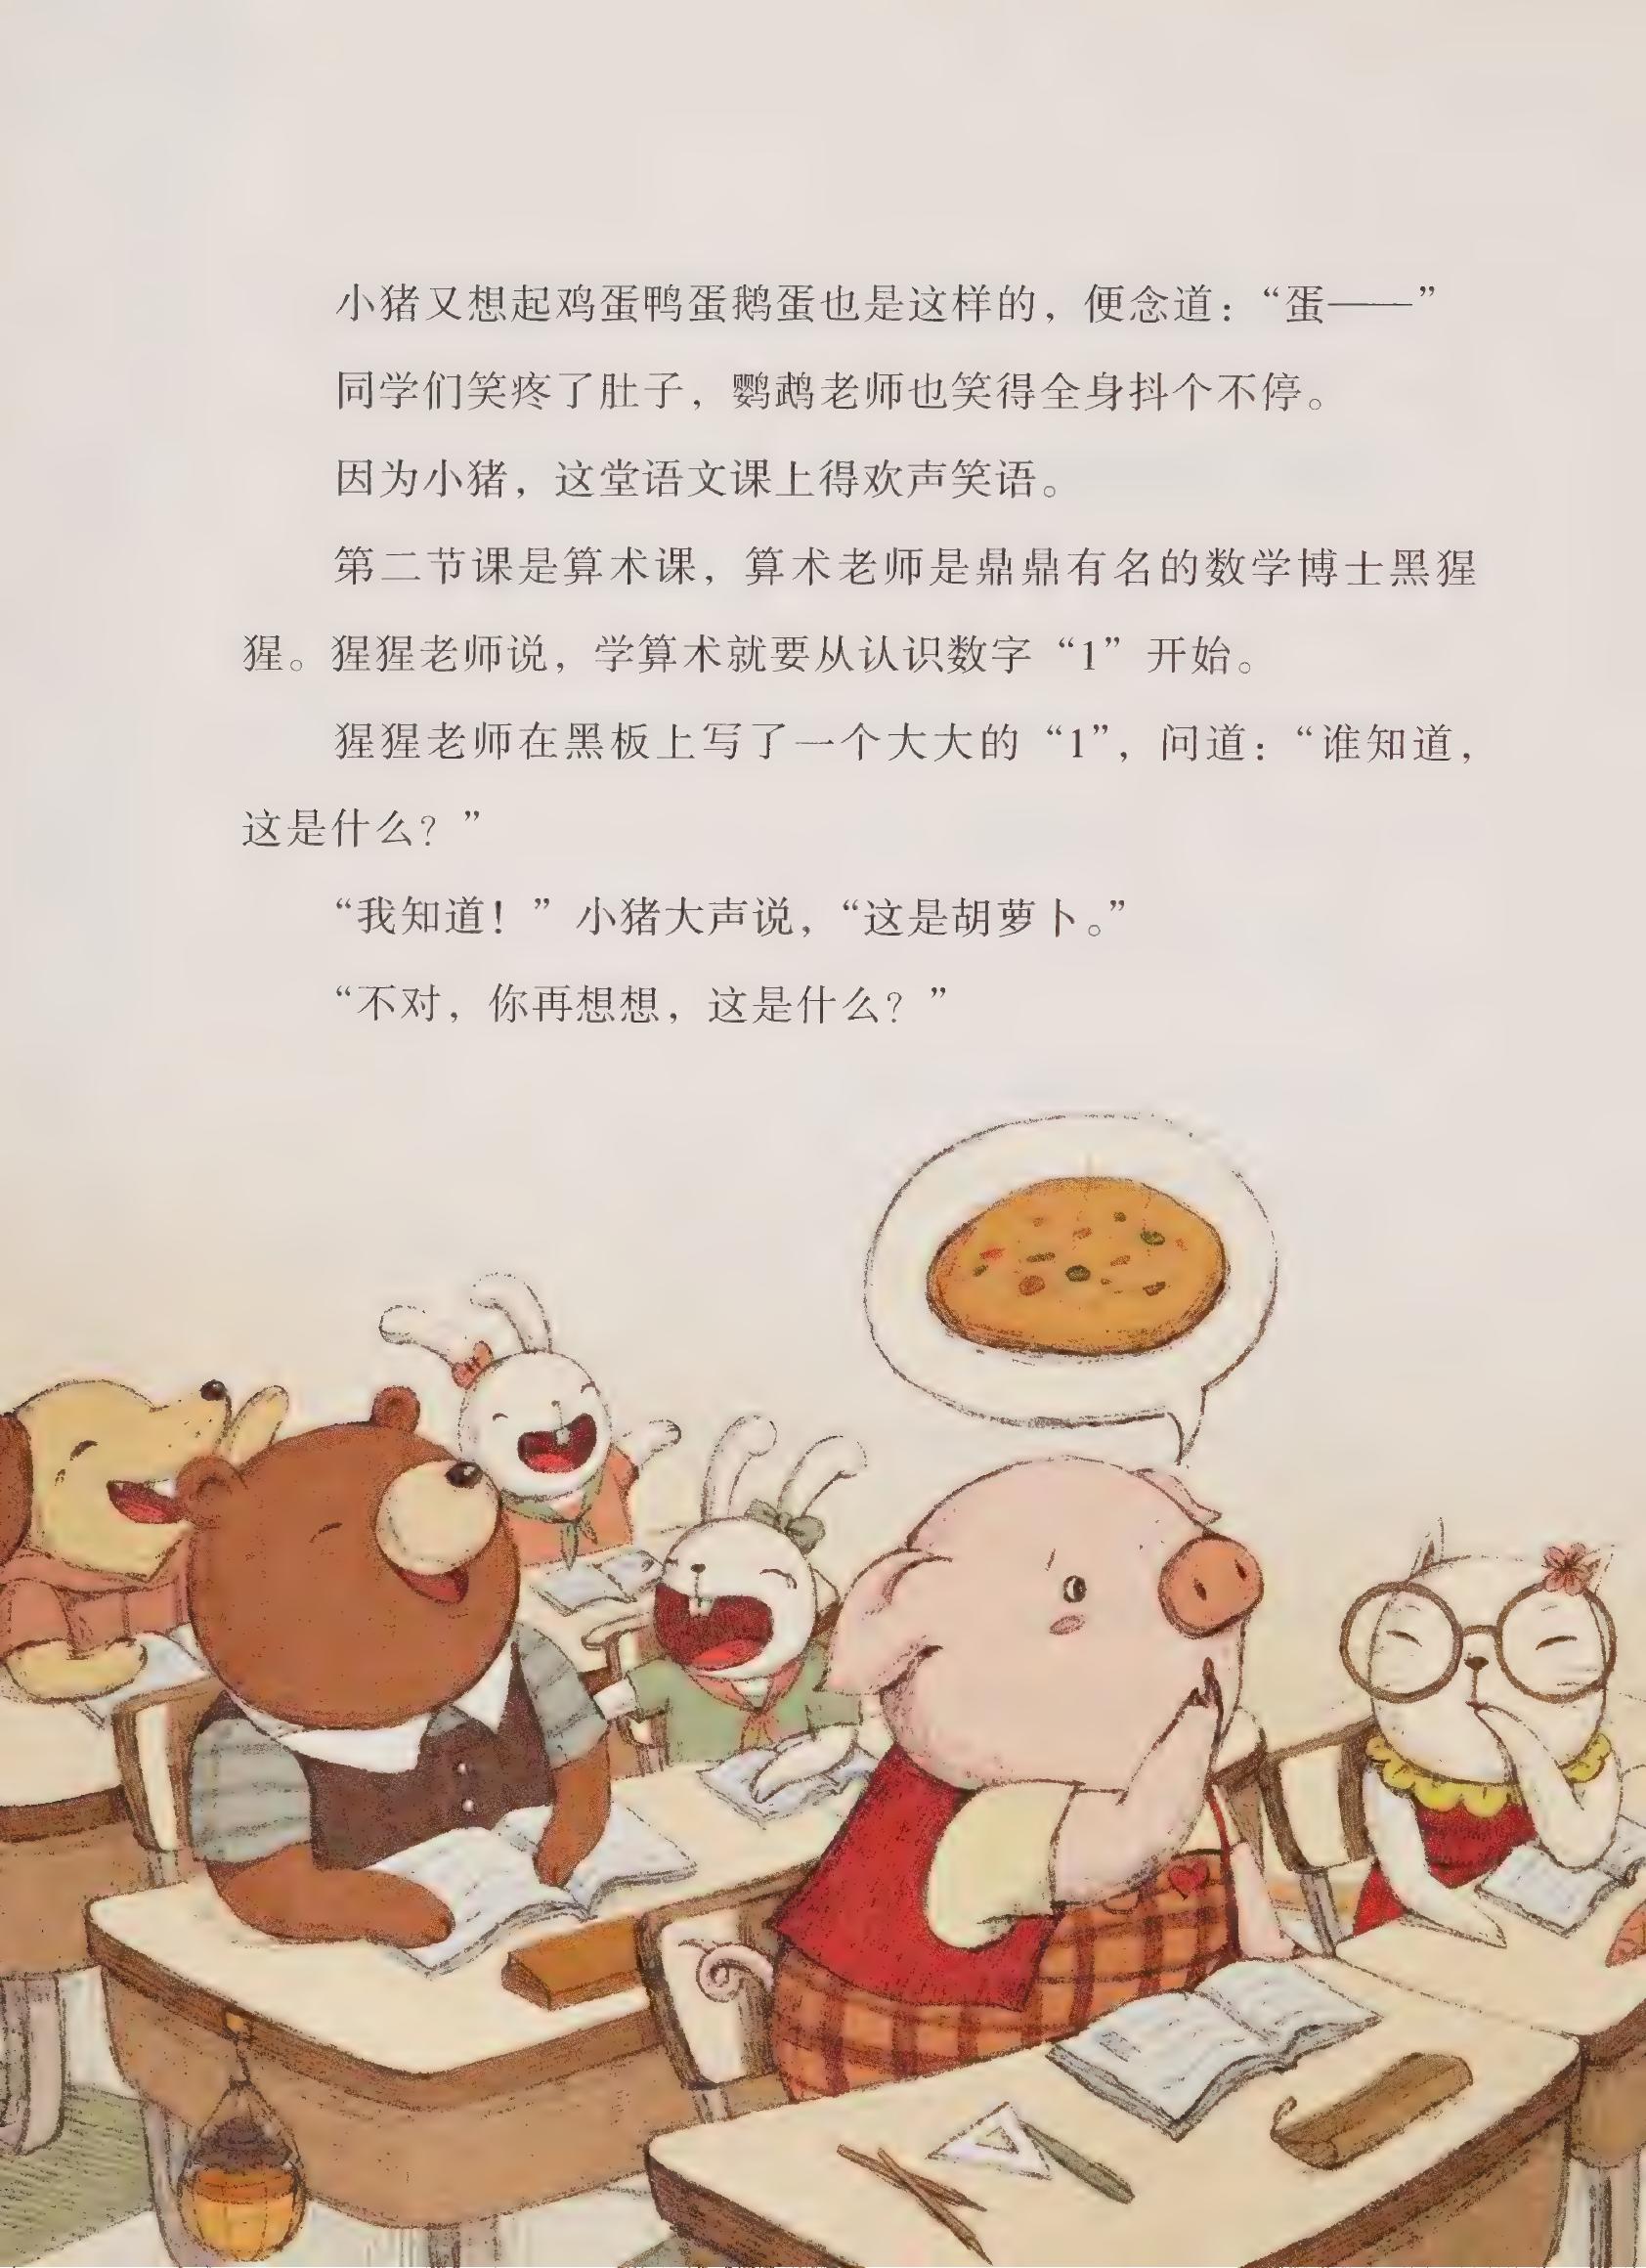 小猪又想起鸡蛋鸭蛋鹅蛋也是这样的，便念道：“蛋——”
同学们笑疼了肚子，鹦鹉老师也笑得全身抖个不停。
因为小猪，这堂语文课上得欢声笑语。
第二节课是算术课，算术老师是鼎鼎有名的数学博士黑猩
猩。猩猩老师说，学算术就要从认识数字“1”开始。
猩猩老师在黑板上写了一个大大的“1”，问道：“谁知道，
这是什么？”
“我知道！”小猪大声说，“这是胡萝卜。”
“不对，你再想想，这是什么？”